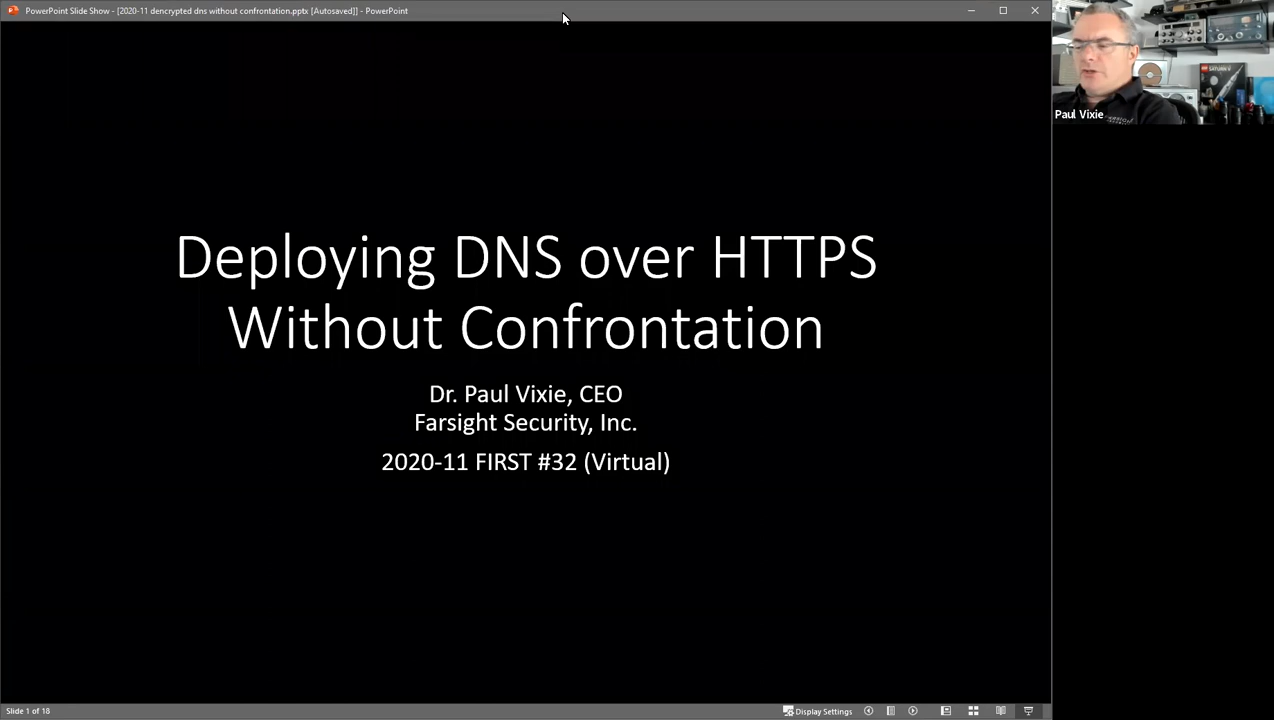 PowerPoint Slide Show - [2020-11 dencrypted dns without confrontation.pptx [Autosaved]] - PowerPoint
Paul Vixie
Deploying DNS over HTTPS
Without Confrontation
Dr. Paul Vixie, CEO
Farsight Security, Inc.
2020-11 FIRST #32 (Virtual)
Slide 1 of 18
Display Settings